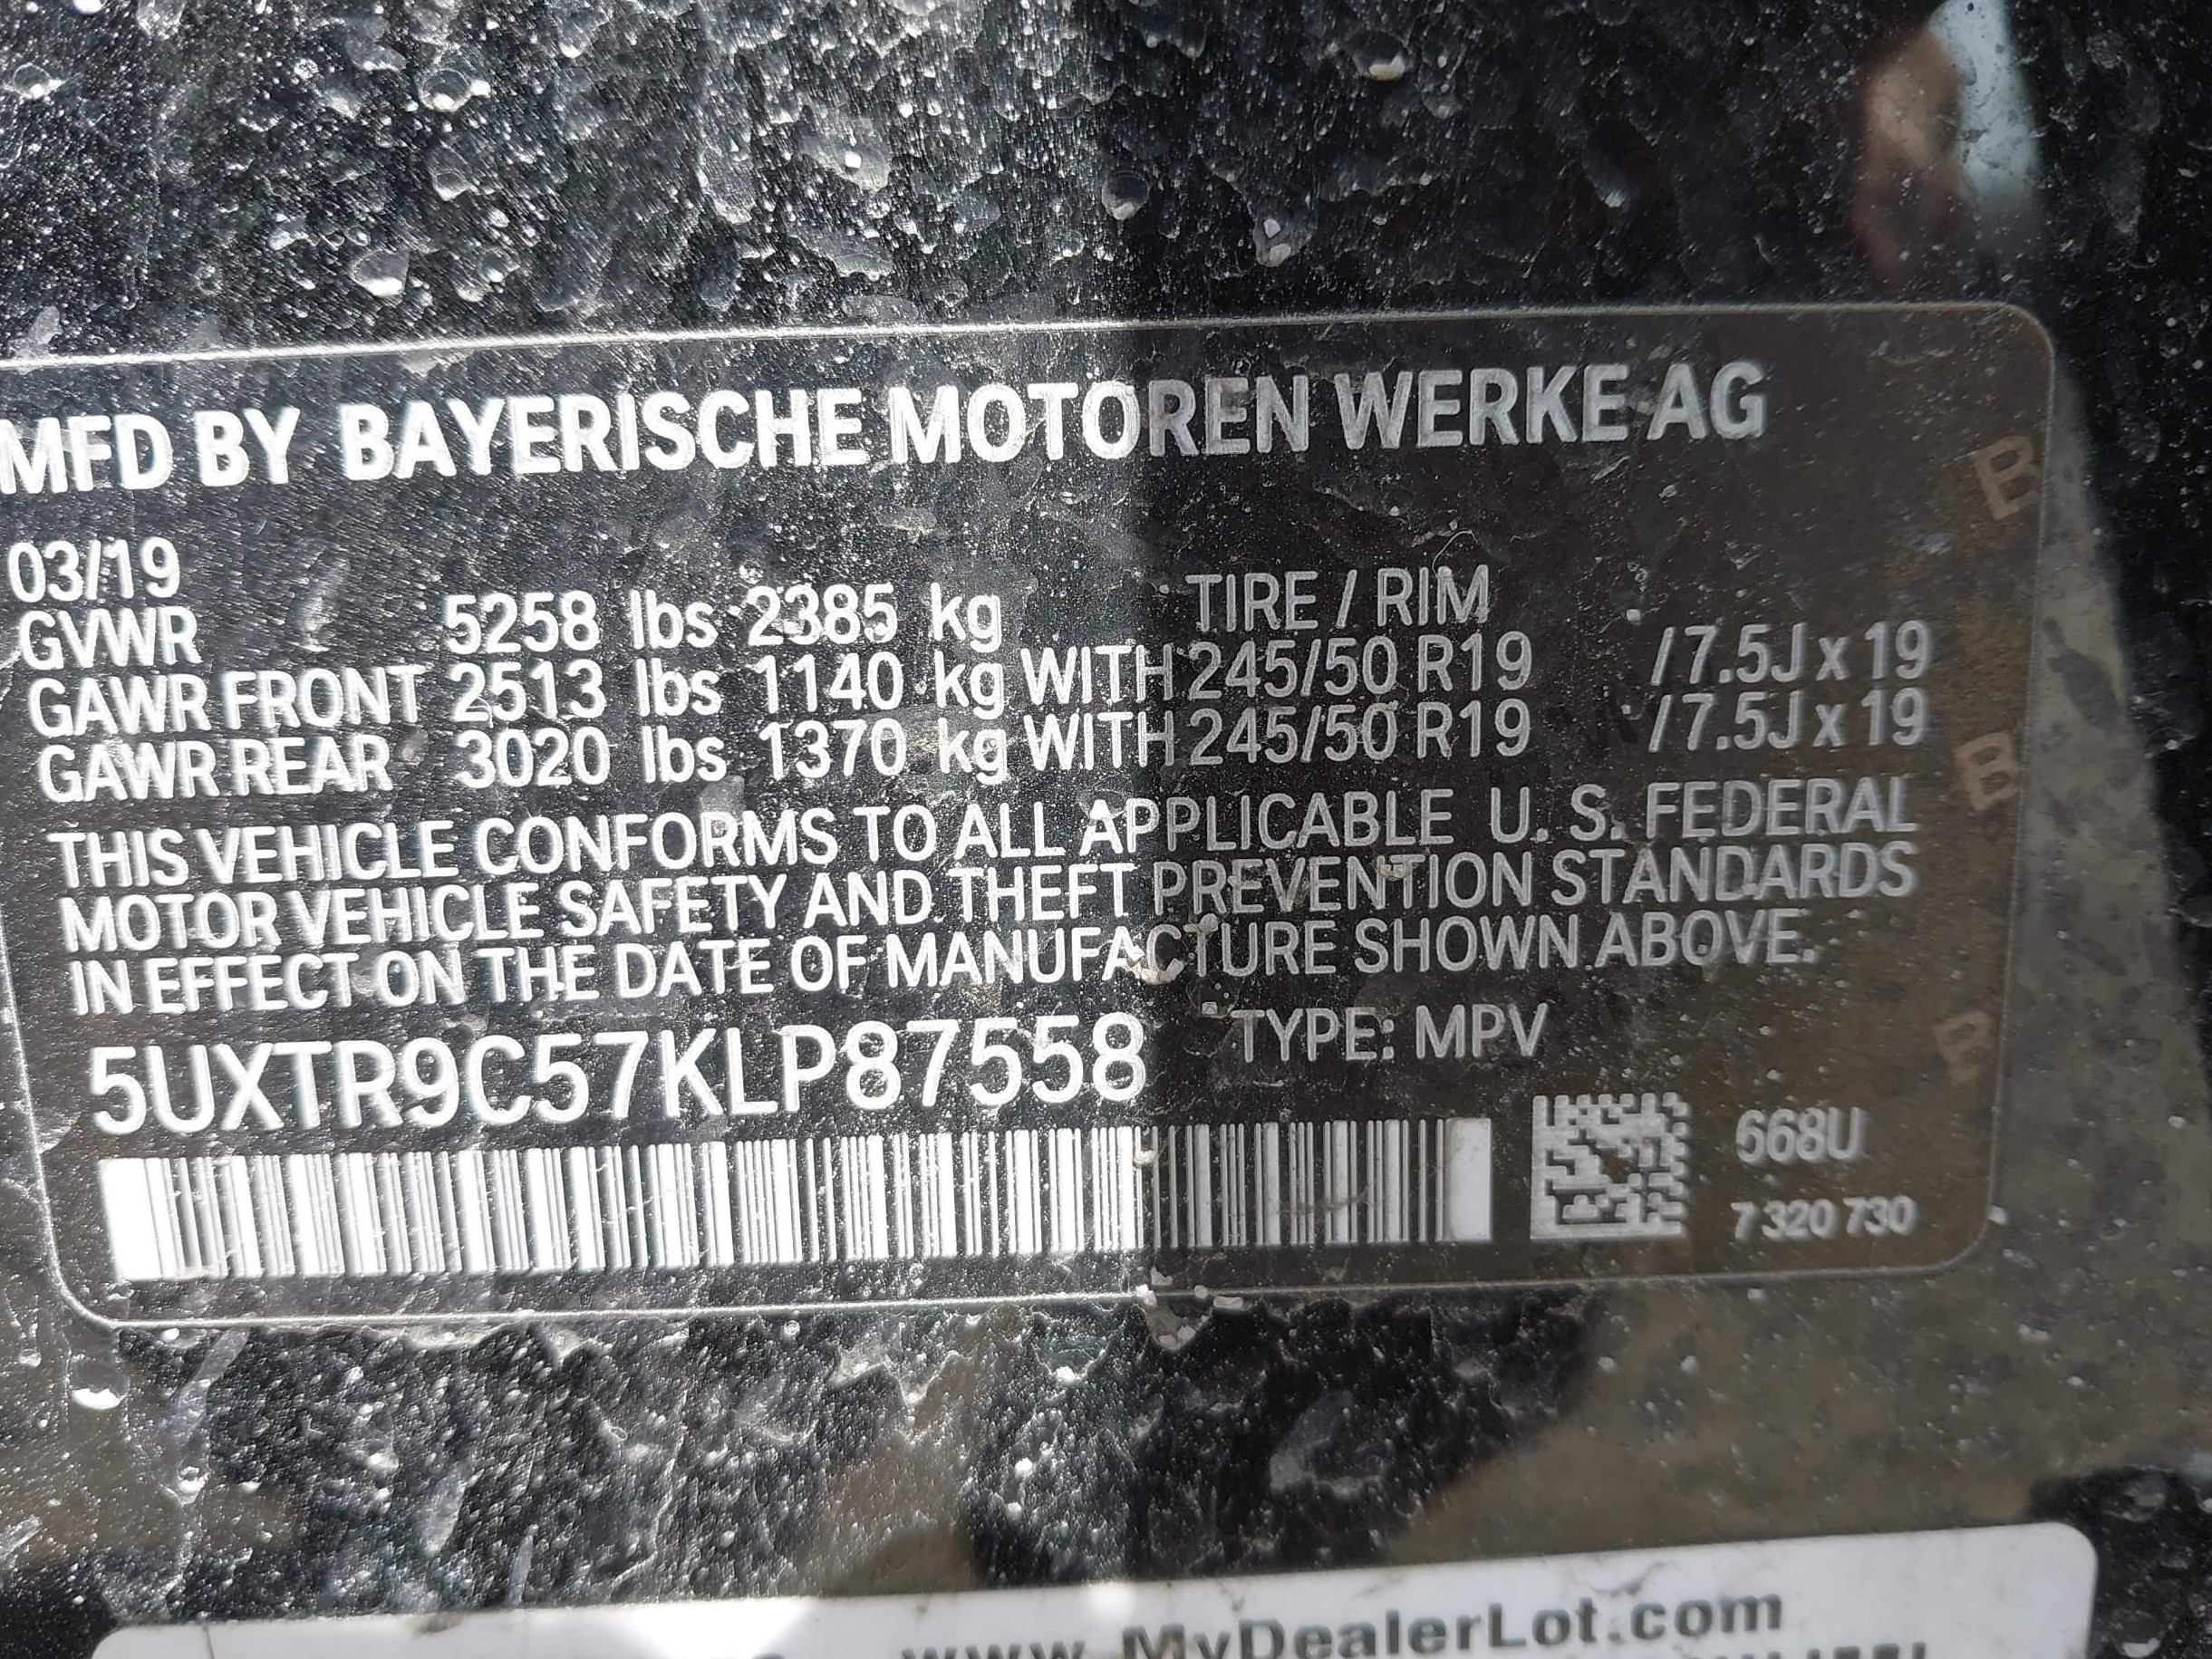 MFD BY BAYERISCHE MOTOREN WERKE AG
03/19
GVWR 5258 lbs 2385 kg TIRE / RIM
GAWR FRONT 2513 lbs 1140 kg WITH 245/50 R19 / 7.5J x 19
GAWR REAR 3020 lbs 1370 kg WITH 245/50 R19 / 7.5J x 19
THIS VEHICLE CONFORMS TO ALL APPLICABLE U. S. FEDERAL
MOTOR VEHICLE SAFETY AND THEFT PREVENTION STANDARDS
IN EFFECT ON THE DATE OF MANUFACTURE SHOWN ABOVE.
5UXTR9C57KLP87558 TYPE: MPV
668U
7 320 730
B
B
B
www.MyDealerLot.com